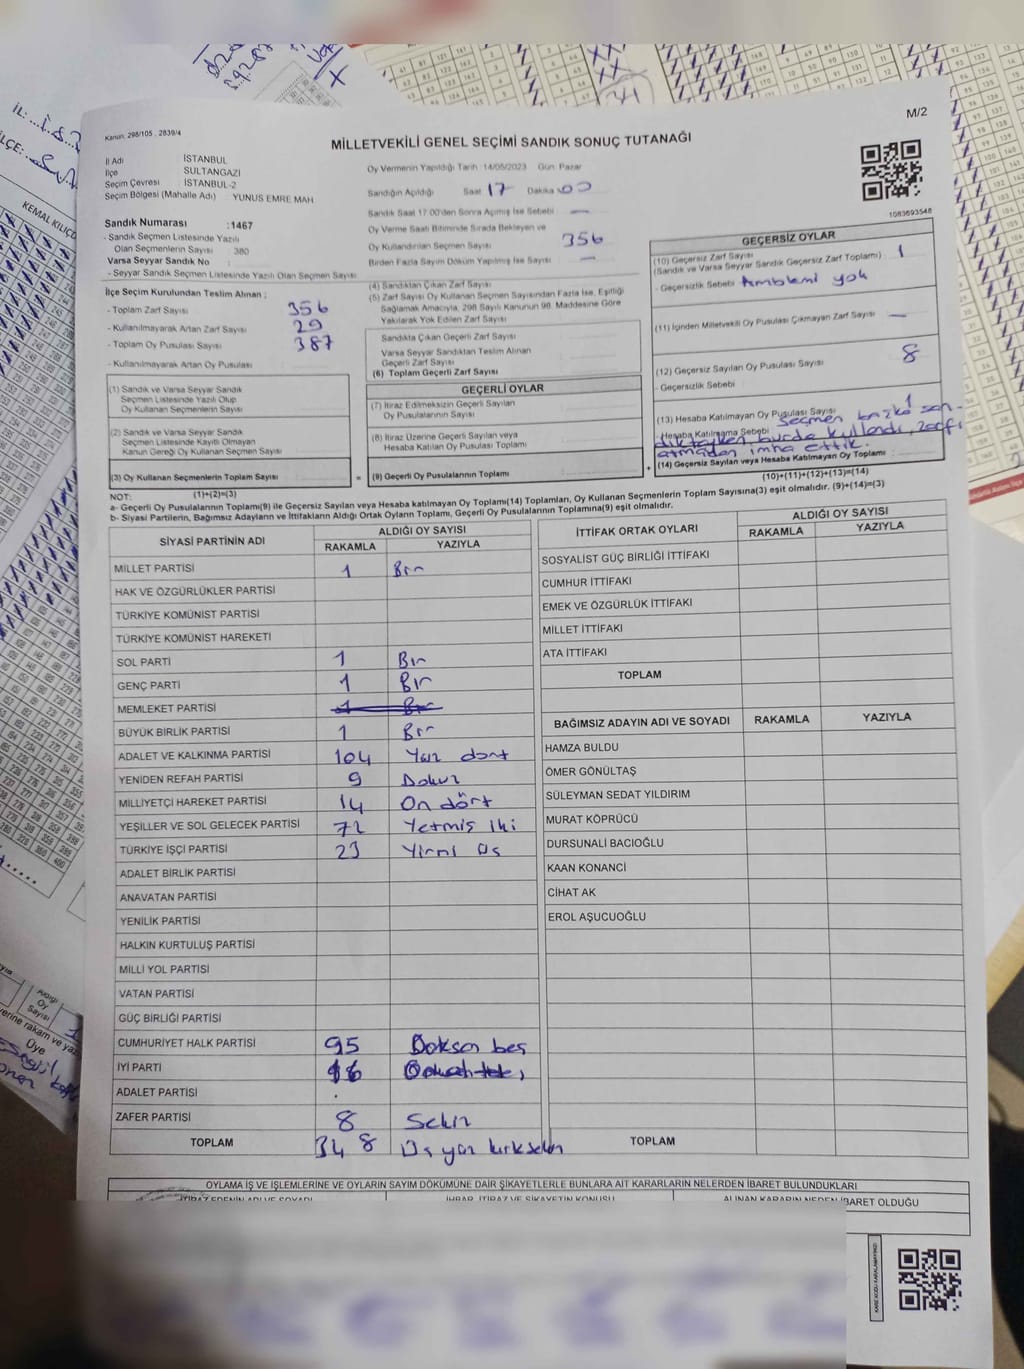 M/2
Kanun: 298/105 , 2839/4
MİLLETVEKİLİ GENEL SEÇİMİ SANDIK SONUÇ TUTANAĞI
İl Adı İSTANBUL
İlçe SULTANGAZİ
Seçim Çevresi İSTANBUL-2
Seçim Bölgesi (Mahalle Adı) YUNUS EMRE MAH
Oy Vermenin Yapıldığı Tarih 14/05/2023 Gün: Pazar
Sandığın Açıldığı Saat 17 Dakika 00
Sandık Saat 17:00'den Sonra Açılmış İse Sebebi —
Oy Verme Saati Bitiminde Sırada Bekleyen ve
Oy Kullandırılan Seçmen Sayısı 356
Birden Fazla Sayım Döküm Yapılmış İse Sayısı —
1083693548
Sandık Numarası :1467
- Sandık Seçmen Listesinde Yazılı
Olan Seçmenlerin Sayısı 380
Varsa Seyyar Sandık No :
- Seyyar Sandık Seçmen Listesinde Yazılı Olan Seçmen Sayısı
İlçe Seçim Kurulundan Teslim Alınan ;
- Toplam Zarf Sayısı 356
- Kullanılmayarak Artan Zarf Sayısı 29
- Toplam Oy Pusulası Sayısı 387
- Kullanılmayarak Artan Oy Pusulası
(1) Sandık ve Varsa Seyyar Sandık
Seçmen Listesinde Yazılı Olup
Oy Kullanan Seçmenlerin Sayısı
(2) Sandık ve Varsa Seyyar Sandık
Seçmen Listesinde Kayıtlı Olmayan
Kanun Gereği Oy Kullanan Seçmen Sayısı
(3) Oy Kullanan Seçmenlerin Toplam Sayısı
(1)+(2)=(3)
(4) Sandıktan Çıkan Zarf Sayısı
(5) Zarf Sayısı Oy Kullanan Seçmen Sayısından Fazla İse, Eşitliği
Sağlamak Amacıyla, 298 Sayılı Kanunun 98. Maddesine Göre
Yakılarak Yok Edilen Zarf Sayısı
Sandıkta Çıkan Geçerli Zarf Sayısı
Varsa Seyyar Sandıktan Teslim Alınan
Geçerli Zarf Sayısı
(6) Toplam Geçerli Zarf Sayısı
GEÇERLİ OYLAR
(7) İtiraz Edilmeksizin Geçerli Sayılan
Oy Pusulalarının Sayısı
(8) İtiraz Üzerine Geçerli Sayılan veya
Hesaba Katılan Oy Pusulası Toplamı
= (9) Geçerli Oy Pusulalarının Toplamı
GEÇERSİZ OYLAR
(10) Geçersiz Zarf Sayısı
(Sandık ve Varsa Seyyar Sandık Geçersiz Zarf Toplamı) 1
- Geçersizlik Sebebi Amblemi yok
(11) İçinden Milletvekili Oy Pusulası Çıkmayan Zarf Sayısı —
(12) Geçersiz Sayılan Oy Pusulası Sayısı 8
- Geçersizlik Sebebi
(13) Hesaba Katılmayan Oy Pusulası Sayısı 1
- Hesaba Katılmama Sebebi Seçmen başka san-
dıktayken burda kullandı, zarfı
atmadan imha ettik.
+ (14) Geçersiz Sayılan veya Hesaba Katılmayan Oy Toplamı
(10)+(11)+(12)+(13)=(14)
NOT:
a- Geçerli Oy Pusulalarının Toplamı(9) ile Geçersiz Sayılan veya Hesaba katılmayan Oy Toplamı(14) Toplamları, Oy Kullanan Seçmenlerin Toplam Sayısına(3) eşit olmalıdır. (9)+(14)=(3)
b- Siyasi Partilerin, Bağımsız Adayların ve İttifakların Aldığı Ortak Oyların Toplamı, Geçerli Oy Pusulalarının Toplamına(9) eşit olmalıdır.
SİYASİ PARTİNİN ADI ALDIĞI OY SAYISI
RAKAMLA YAZIYLA
MİLLET PARTİSİ 1 Bir
HAK VE ÖZGÜRLÜKLER PARTİSİ
TÜRKİYE KOMÜNİST PARTİSİ
TÜRKİYE KOMÜNİST HAREKETİ
SOL PARTİ 1 Bir
GENÇ PARTİ 1 Bir
MEMLEKET PARTİSİ 1 Bir
BÜYÜK BİRLİK PARTİSİ 1 Bir
ADALET VE KALKINMA PARTİSİ 104 Yüz dört
YENİDEN REFAH PARTİSİ 9 Dokuz
MİLLİYETÇİ HAREKET PARTİSİ 14 On dört
YEŞİLLER VE SOL GELECEK PARTİSİ 72 Yetmiş iki
TÜRKİYE İŞÇİ PARTİSİ 23 Yirmi üç
ADALET BİRLİK PARTİSİ
ANAVATAN PARTİSİ
YENİLİK PARTİSİ
HALKIN KURTULUŞ PARTİSİ
MİLLİ YOL PARTİSİ
VATAN PARTİSİ
GÜÇ BİRLİĞİ PARTİSİ
CUMHURİYET HALK PARTİSİ 95 Doksan beş
İYİ PARTİ
ADALET PARTİSİ
ZAFER PARTİSİ 8 Sekiz
TOPLAM 348 Üç yüz kırk sekiz
İTTİFAK ORTAK OYLARI ALDIĞI OY SAYISI
RAKAMLA YAZIYLA
SOSYALİST GÜÇ BİRLİĞİ İTTİFAKI
CUMHUR İTTİFAKI
EMEK VE ÖZGÜRLÜK İTTİFAKI
MİLLET İTTİFAKI
ATA İTTİFAKI
TOPLAM
BAĞIMSIZ ADAYIN ADI VE SOYADI RAKAMLA YAZIYLA
HAMZA BULDU
ÖMER GÖNÜLTAŞ
SÜLEYMAN SEDAT YILDIRIM
MURAT KÖPRÜCÜ
DURSUNALİ BACIOĞLU
KAAN KONANCİ
CİHAT AK
EROL AŞUCUOĞLU
TOPLAM
OYLAMA İŞ VE İŞLEMLERİNE VE OYLARIN SAYIM DÖKÜMÜNE DAİR ŞİKAYETLERLE BUNLARA AİT KARARLARIN NELERDEN İBARET BULUNDUKLARI
İTİRAZ EDENİN ADI VE SOYADI İHBAR, İTİRAZ VE ŞİKAYETİN KONUSU ALINAN KARARIN NEDEN İBARET OLDUĞU